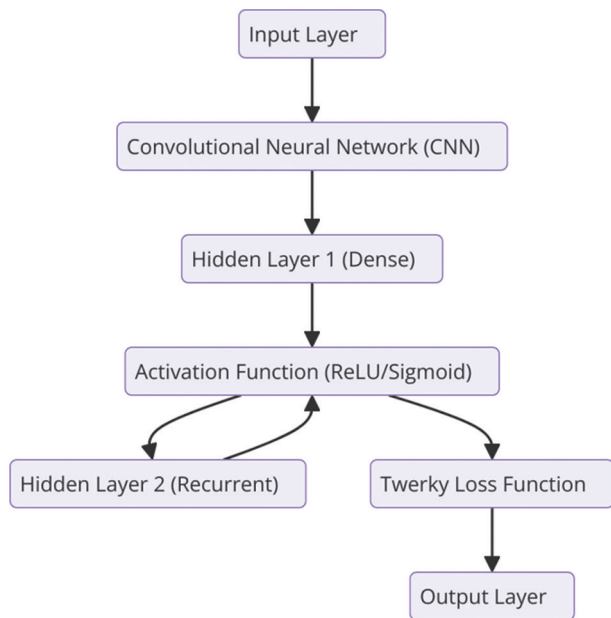 Input Layer
Convolutional Neural Network (CNN)
Hidden Layer 1 (Dense)
Activation Function (ReLU/Sigmoid)
Hidden Layer 2 (Recurrent)
Twerky Loss Function
Output Layer